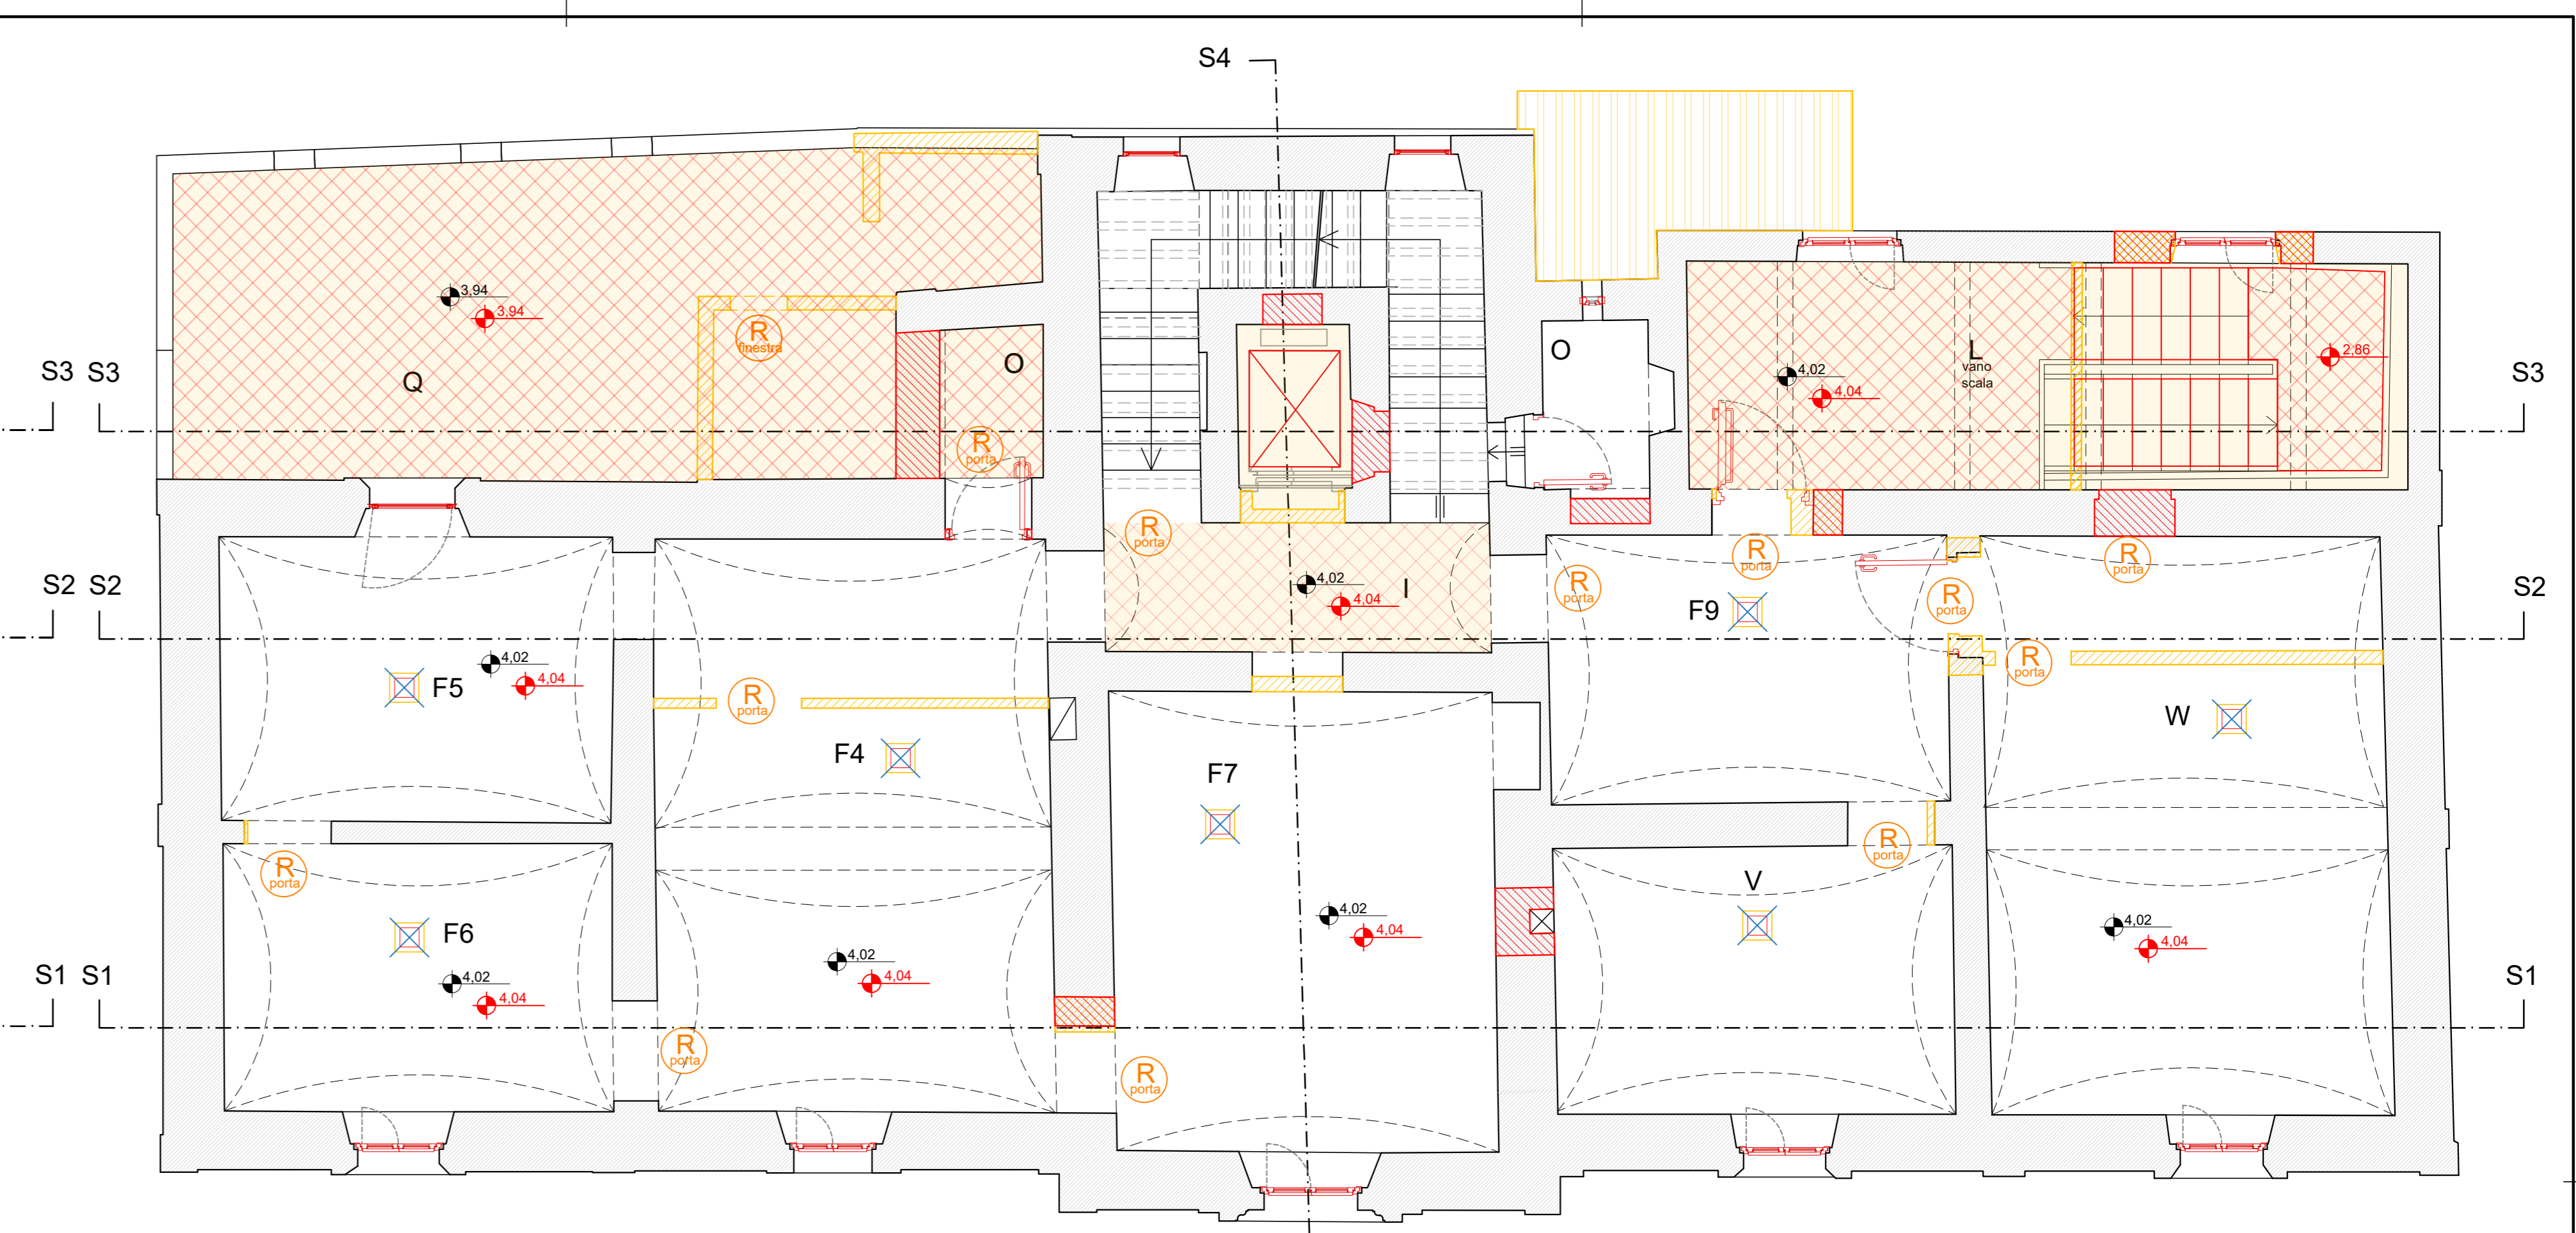 S4
3,94
3,94
R
finestra
Q
O
R
porta
O
L
vano
scala
4,02
4,04
2,86
S3 S3
S3
R
porta
4,02
4,04
I
R
porta
R
porta
R
porta
R
porta
S2 S2
S2
F9
4,02
4,04
F5
R
porta
R
porta
W
F4
F7
R
porta
R
porta
V
F6
4,02
4,04
4,02
4,04
4,02
4,04
4,02
4,04
S1 S1
S1
R
porta
R
porta